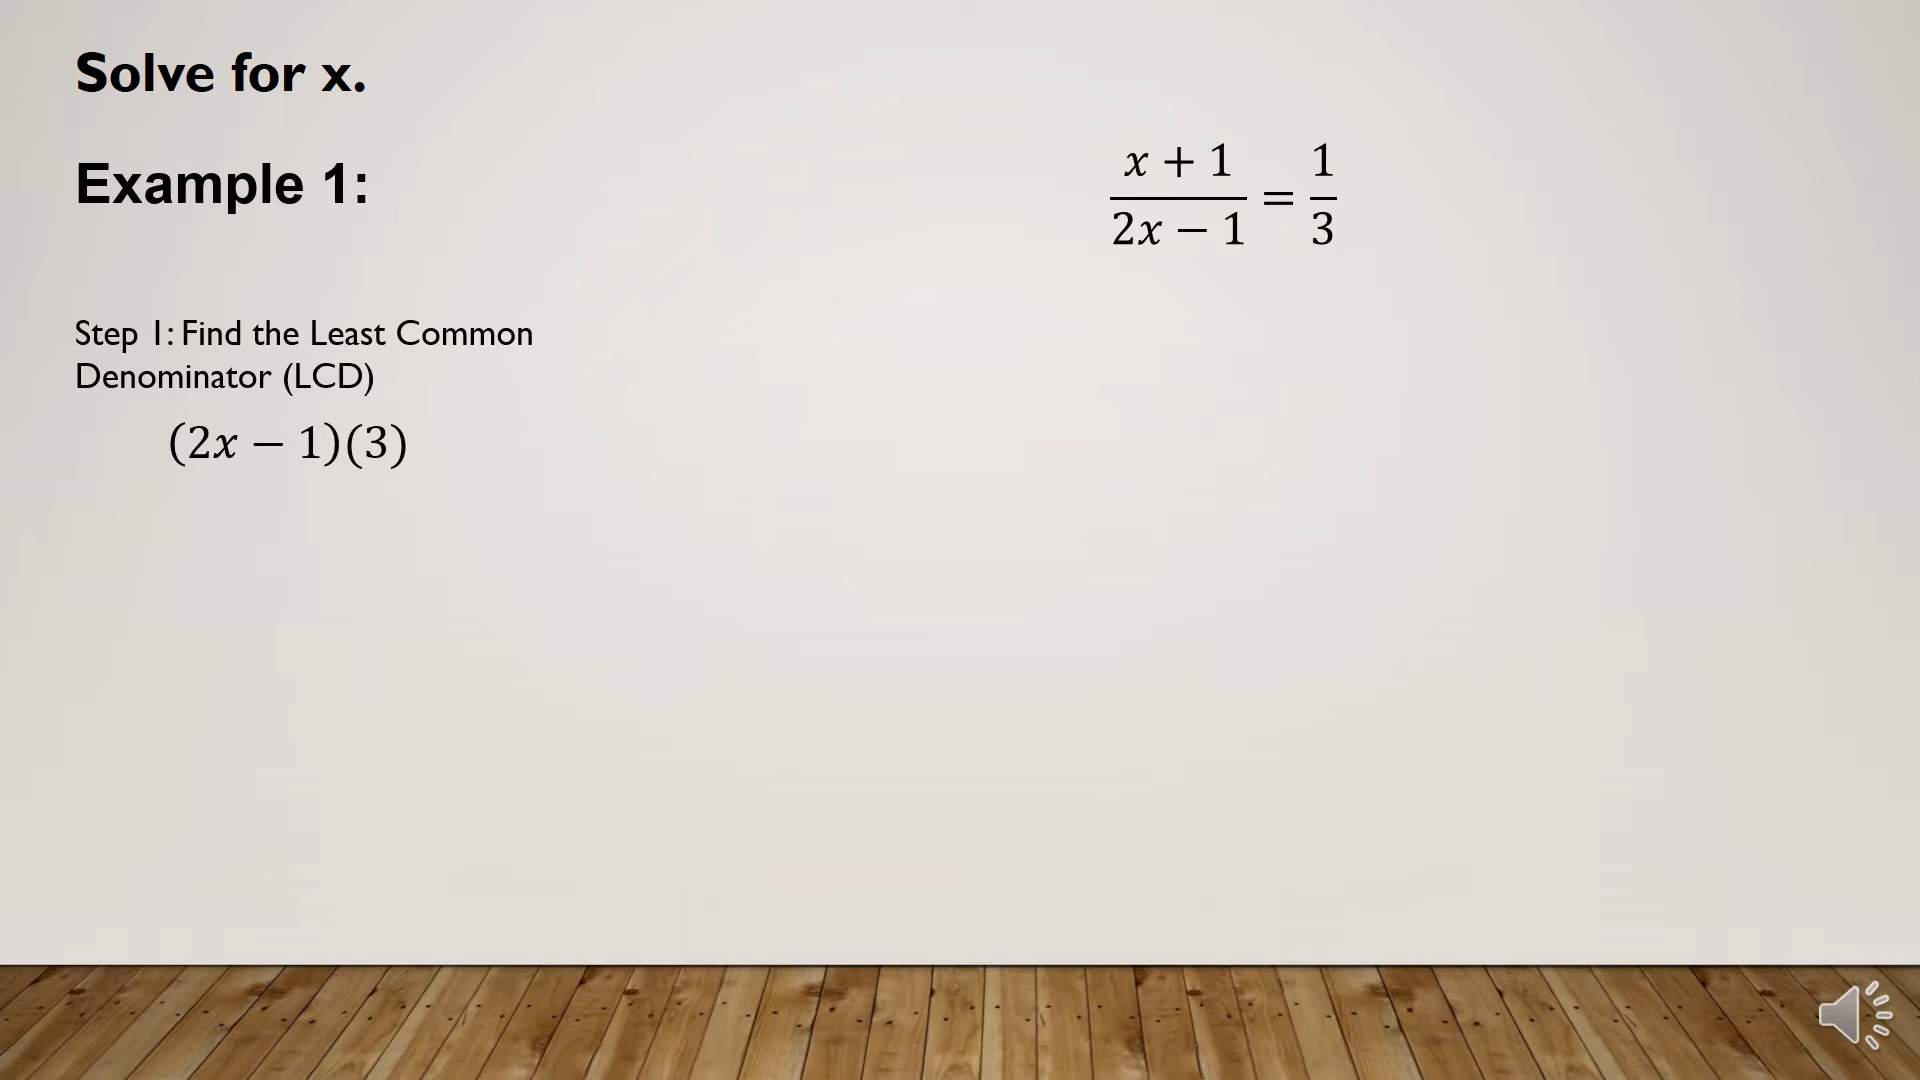 Solve for x.
Example 1:
x + 1 / 2x − 1 = 1 / 3
Step 1: Find the Least Common
Denominator (LCD)
(2x − 1)(3)